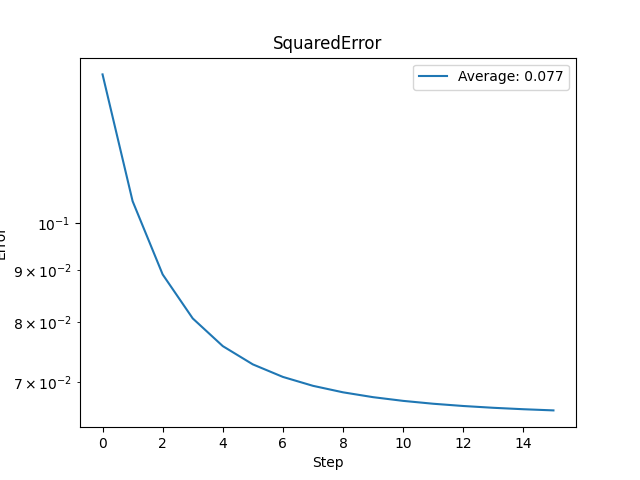 SquaredError
Average: 0.077
Error
10⁻¹
9 × 10⁻²
8 × 10⁻²
7 × 10⁻²
0 2 4 6 8 10 12 14
Step